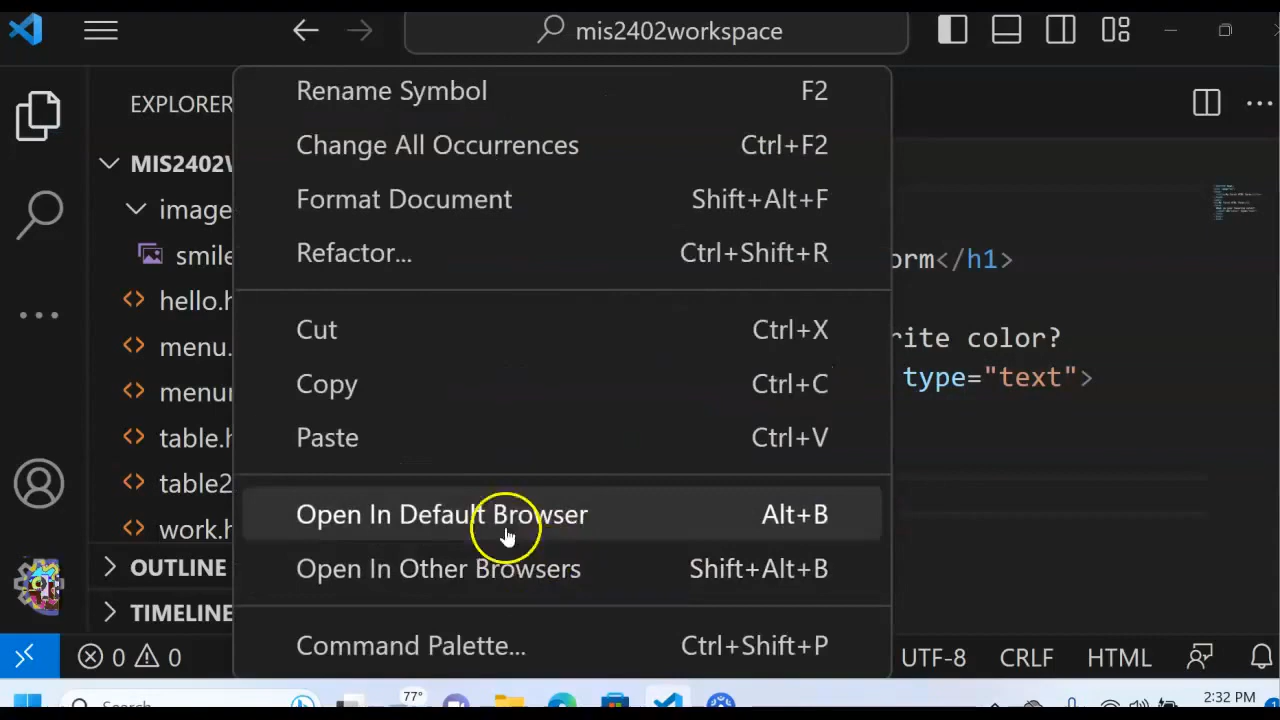 mis2402workspace
EXPLORER
MIS2402W
image
smile
hello.h
menu.
menu
table.h
table2
work.h
OUTLINE
TIMELINE
Rename Symbol F2
Change All Occurrences Ctrl+F2
Format Document Shift+Alt+F
Refactor... Ctrl+Shift+R
Cut Ctrl+X
Copy Ctrl+C
Paste Ctrl+V
Open In Default Browser Alt+B
Open In Other Browsers Shift+Alt+B
Command Palette... Ctrl+Shift+P
orm</h1>
rite color?
type="text">
0 0
UTF-8 CRLF HTML
Search 77° 2:32 PM